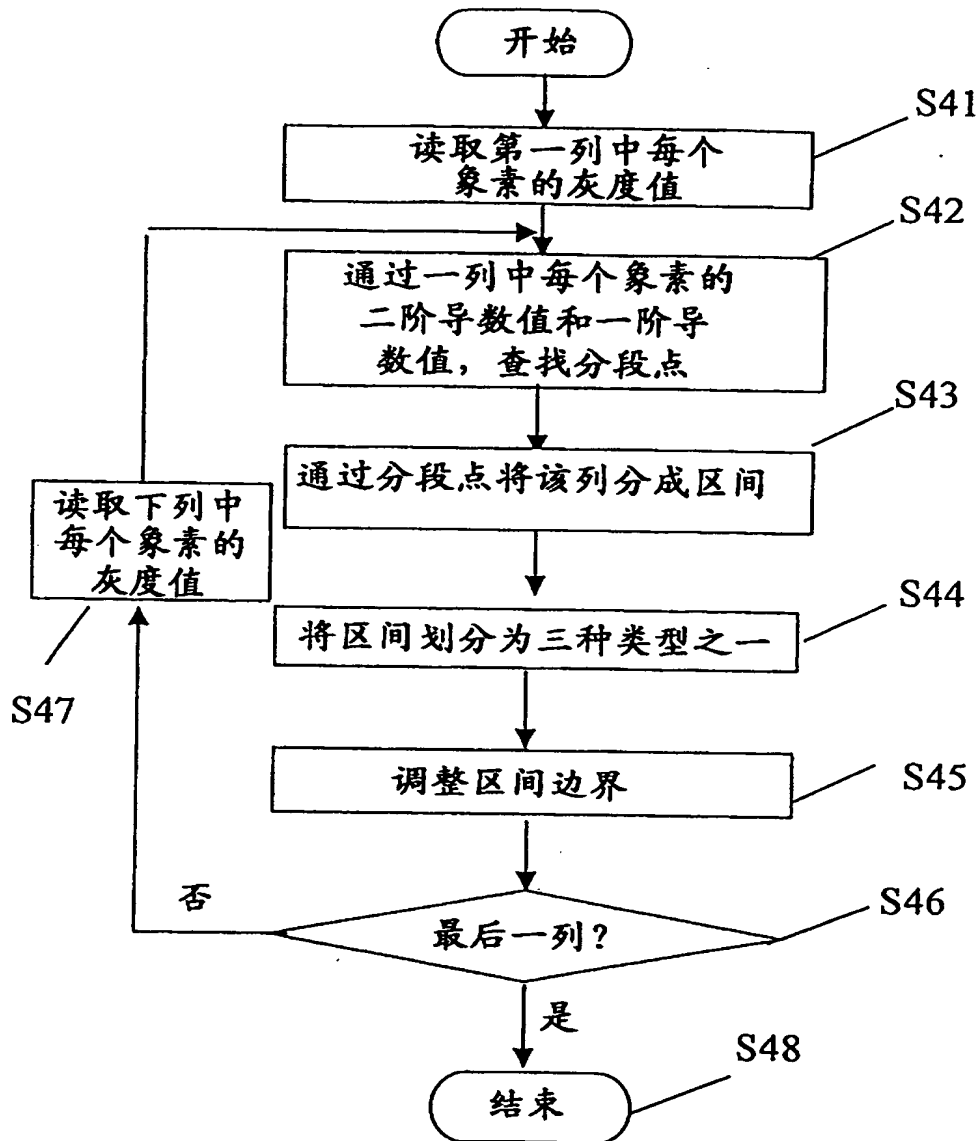 开始
S41
读取第一列中每个
象素的灰度值
S42
通过一列中每个象素的
二阶导数值和一阶导
数值，查找分段点
S43
通过分段点将该列分成区间
读取下列中
每个象素的
灰度值
S44
将区间划分为三种类型之一
S47
调整区间边界
S45
否
最后一列？
S46
是
S48
结束